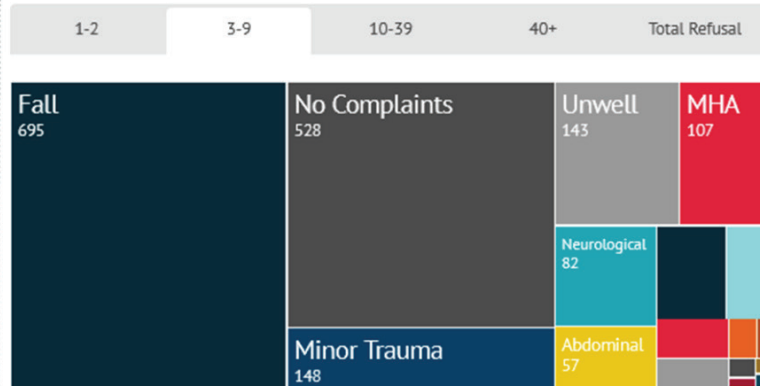 1-2
3-9
10-39
40+
Total Refusal
Fall
695
No Complaints
528
Unwell
143
MHA
107
Neurological
82
Minor Trauma
148
Abdominal
57